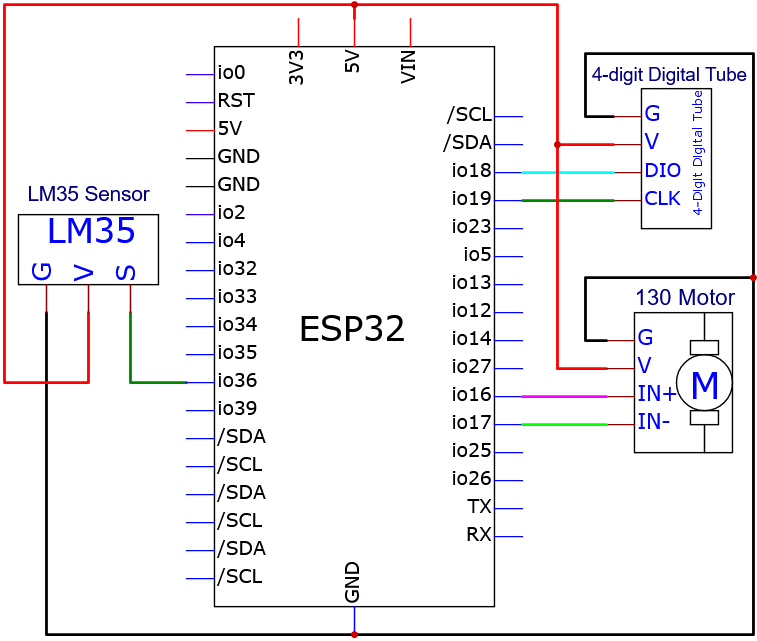 3V3
5V
VIN
io0
RST
5V
GND
GND
io2
io4
io32
io33
io34
io35
io36
io39
/SDA
/SCL
/SDA
/SCL
/SDA
/SCL
ESP32
GND
/SCL
/SDA
io18
io19
io23
io5
io13
io12
io14
io27
io16
io17
io25
io26
TX
RX
LM35 Sensor
LM35
G
V
S
4-digit Digital Tube
G
V
DIO
CLK
4-Digit Digital Tube
130 Motor
G
V
IN+
IN-
M